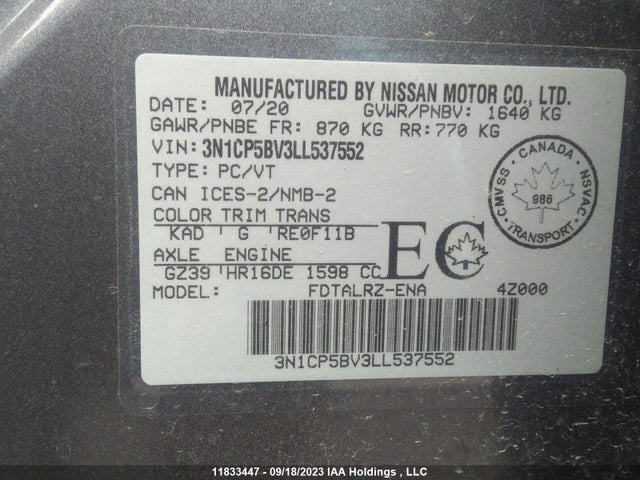 MANUFACTURED BY NISSAN MOTOR CO., LTD.
DATE: 07/20 GVWR/PNBV: 1640 KG
GAWR/PNBE FR: 870 KG RR: 770 KG
VIN: 3N1CP5BV3LL537552
TYPE: PC/VT
CAN ICES-2/NMB-2
COLOR TRIM TRANS
KAD ' G 'RE0F11B
AXLE ENGINE
GZ39 'HR16DE 1598 CC
MODEL: FDTALRZ-ENA 4Z000
EC
CANADA
CMVSS NSVAC
986
TRANSPORT
3N1CP5BV3LL537552
11833447 - 09/18/2023 IAA Holdings , LLC